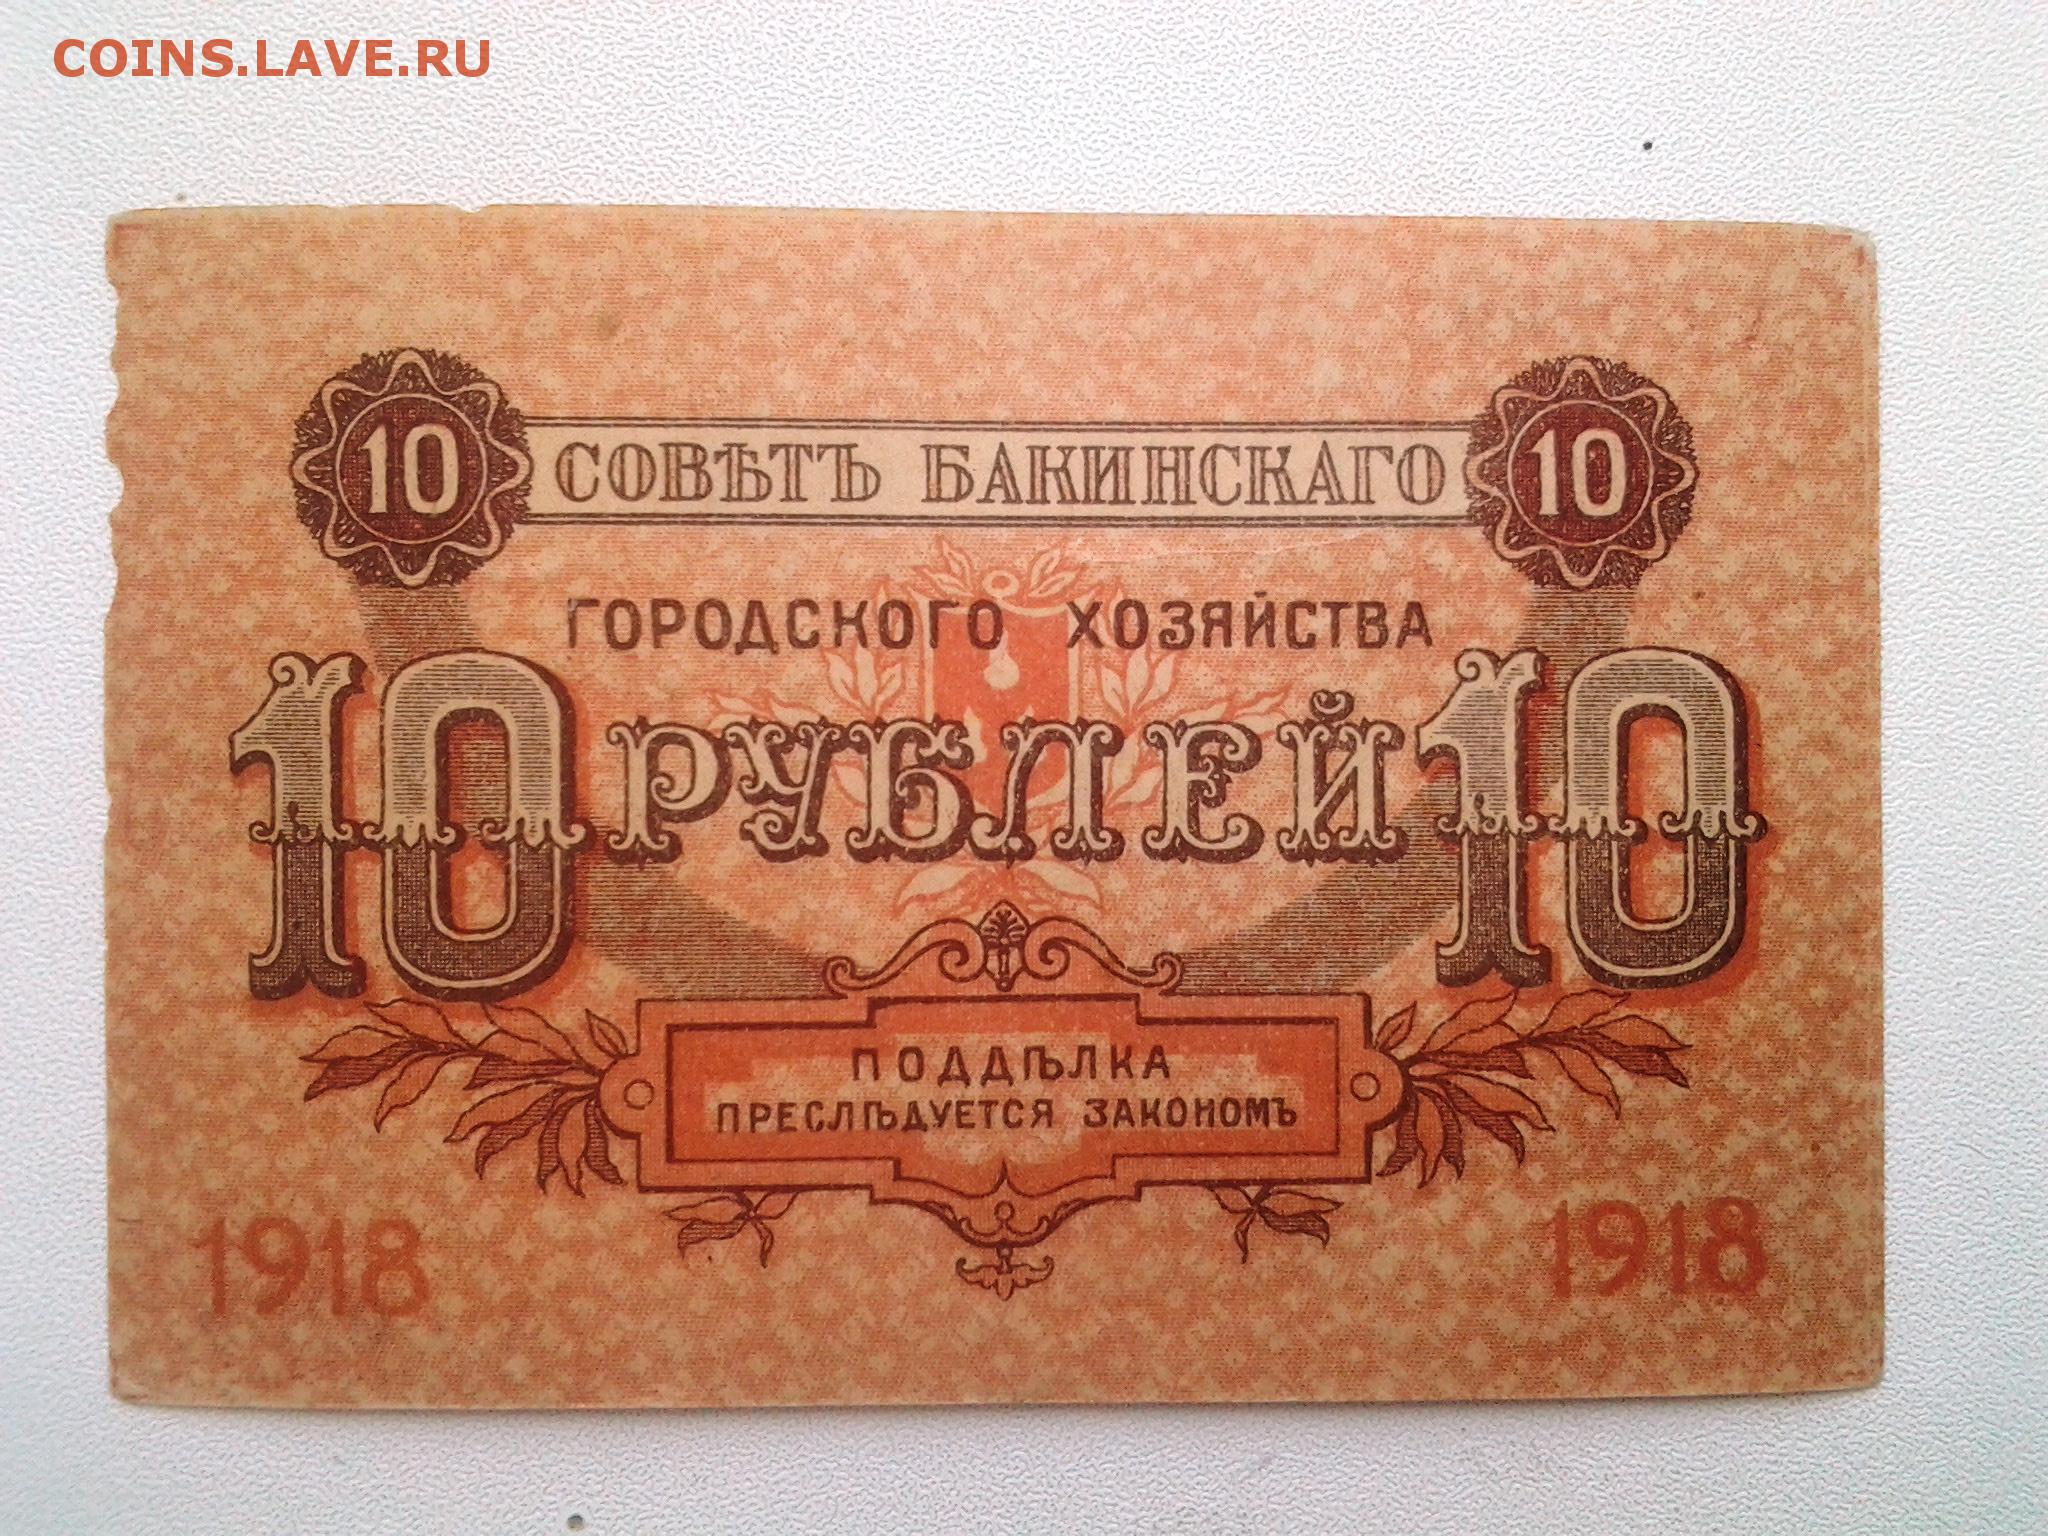 COINS.LAVE.RU
10 СОВѢТЪ БАКИНСКАГО 10
ГОРОДСКОГО ХОЗЯЙСТВА
10 РУБЛЕЙ 10
ПОДДѢЛКА
ПРЕСЛѢДУЕТСЯ ЗАКОНОМЪ
1918 1918